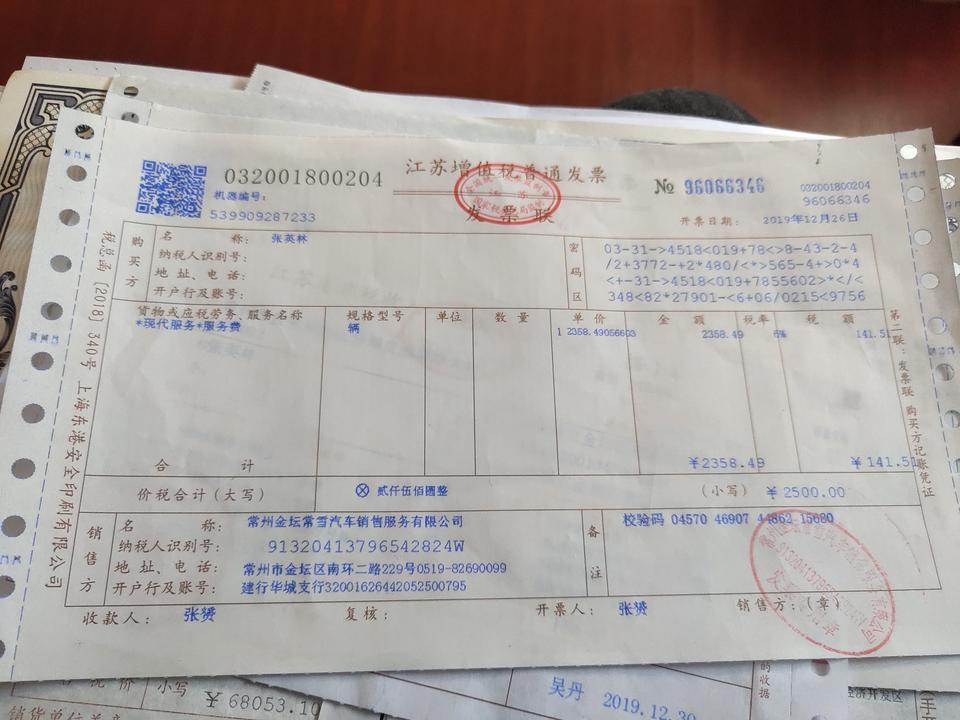 032001800204
江苏增值税普通发票
发票联
№ 96066346
032001800204
96066346
机器编号:
539909287233
开票日期: 2019年12月26日
税总函〔2018〕340号 上海东港安全印刷有限公司
购买方
名 称: 张英林
纳税人识别号:
地 址、电 话:
开户行及账号:
密码区
03-31->4518<019+78<>8-43-2-4
/2+3772-+2*480/<*>565-4+>0*4
<+-31->4518<019+7855602>*</<
348<82*27901-<6+06/0215<9756
货物或应税劳务、服务名称 规格型号 单位 数 量 单 价 金 额 税率 税 额
*现代服务*服务费 辆 1 2358.49056603 2358.49 6% 141.51
合 计 ¥2358.49 ¥141.51
价税合计(大写) ⊗ 贰仟伍佰圆整 (小写) ¥2500.00
销售方
名 称: 常州金坛常雪汽车销售服务有限公司
纳税人识别号: 91320413796542824W
地 址、电 话: 常州市金坛区南环二路229号0519-82690099
开户行及账号: 建行华城支行32001626442052500795
备注
校验码 04570 46907 44862 15680
收款人: 张赟 复核: 开票人: 张赟 销售方:(章)
第二联:发票联 购买方记账凭证
小写 ¥68053.10
吴丹 2019.12.30
的收据
经济开发区